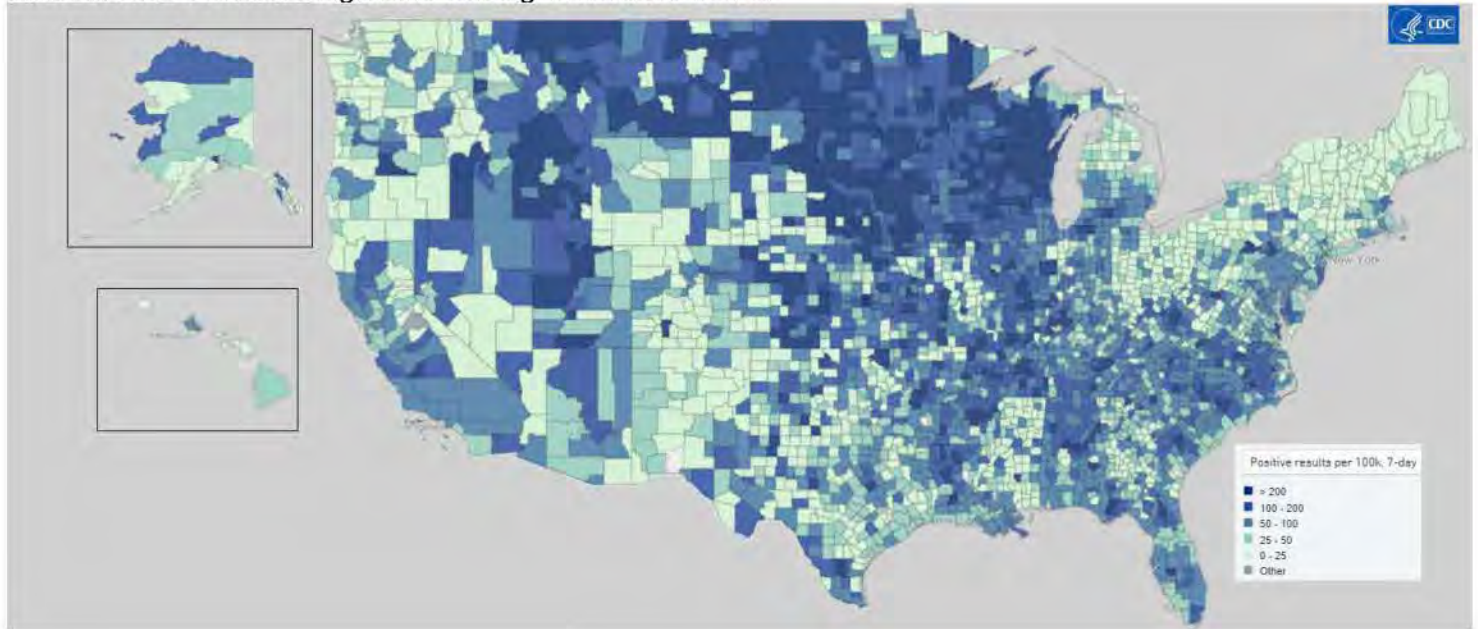 CDC
New York
Positive results per 100k, 7-day
> 200
100 - 200
50 - 100
25 - 50
0 - 25
Other